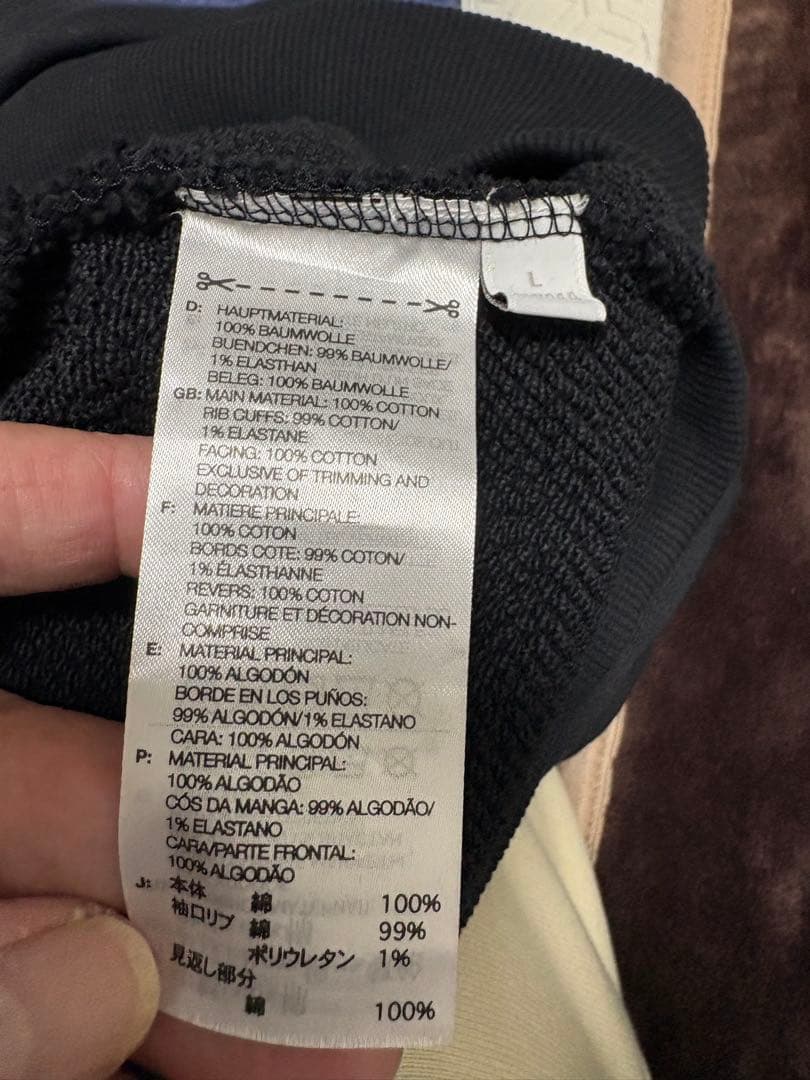 L
D: HAUPTMATERIAL:
100% BAUMWOLLE
BUENDCHEN: 99% BAUMWOLLE/
1% ELASTHAN
BELEG: 100% BAUMWOLLE
GB: MAIN MATERIAL: 100% COTTON
RIB CUFFS: 99% COTTON/
1% ELASTANE
FACING: 100% COTTON
EXCLUSIVE OF TRIMMING AND
DECORATION
F: MATIERE PRINCIPALE:
100% COTON
BORDS COTE: 99% COTON/
1% ÉLASTHANNE
REVERS: 100% COTON
GARNITURE ET DÉCORATION NON-
COMPRISE
E: MATERIAL PRINCIPAL:
100% ALGODÓN
BORDE EN LOS PUÑOS:
99% ALGODÓN/1% ELASTANO
CARA: 100% ALGODÓN
P: MATERIAL PRINCIPAL:
100% ALGODÃO
CÓS DA MANGA: 99% ALGODÃO/
1% ELASTANO
CARA/PARTE FRONTAL:
100% ALGODÃO
J: 本体 綿 100%
袖口リブ 綿 99%
ポリウレタン 1%
見返し部分
綿 100%